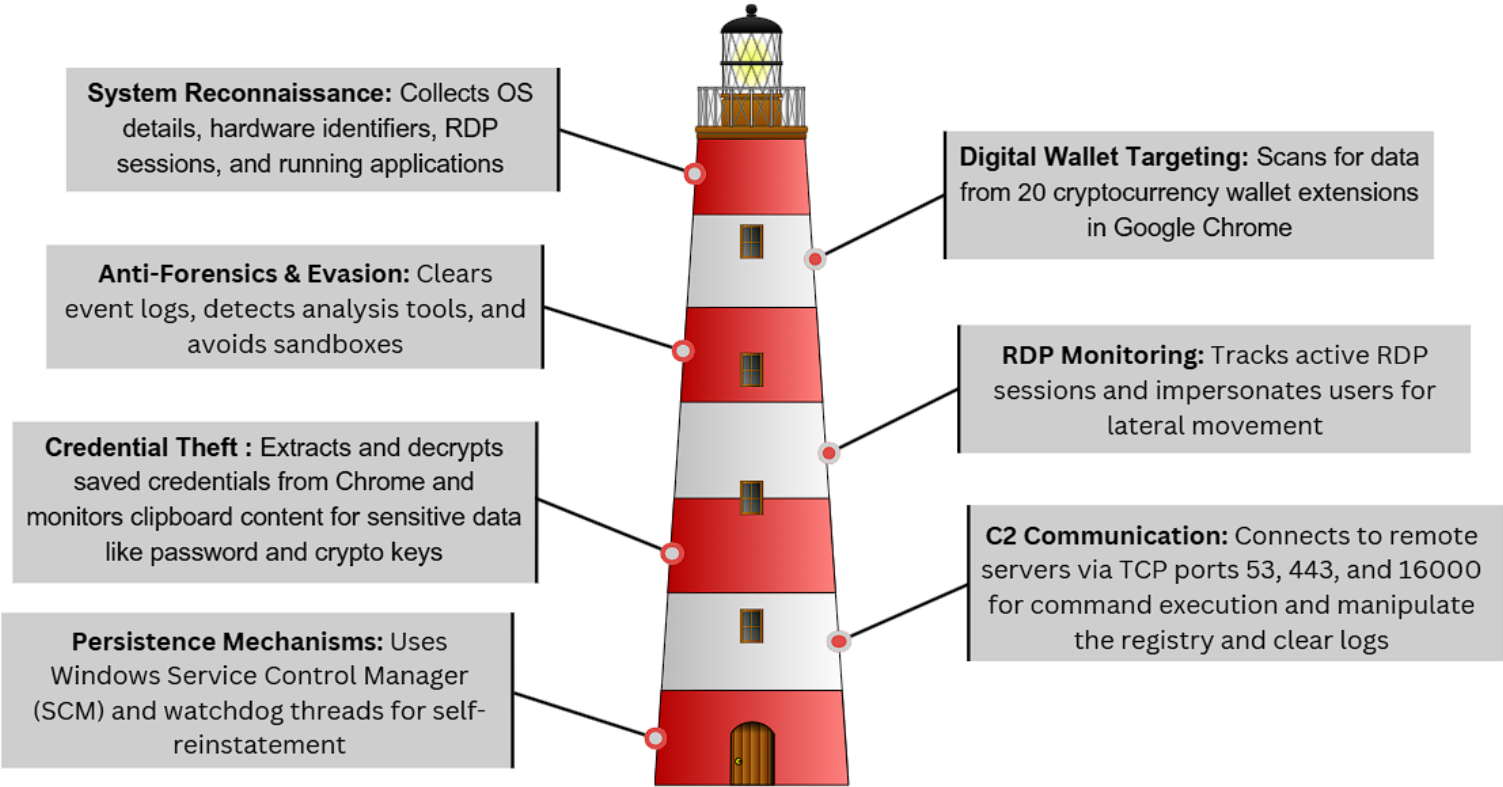 System Reconnaissance: Collects OS
details, hardware identifiers, RDP
sessions, and running applications
Anti-Forensics & Evasion: Clears
event logs, detects analysis tools, and
avoids sandboxes
Credential Theft : Extracts and decrypts
saved credentials from Chrome and
monitors clipboard content for sensitive data
like password and crypto keys
Persistence Mechanisms: Uses
Windows Service Control Manager
(SCM) and watchdog threads for self-
reinstatement
Digital Wallet Targeting: Scans for data
from 20 cryptocurrency wallet extensions
in Google Chrome
RDP Monitoring: Tracks active RDP
sessions and impersonates users for
lateral movement
C2 Communication: Connects to remote
servers via TCP ports 53, 443, and 16000
for command execution and manipulate
the registry and clear logs